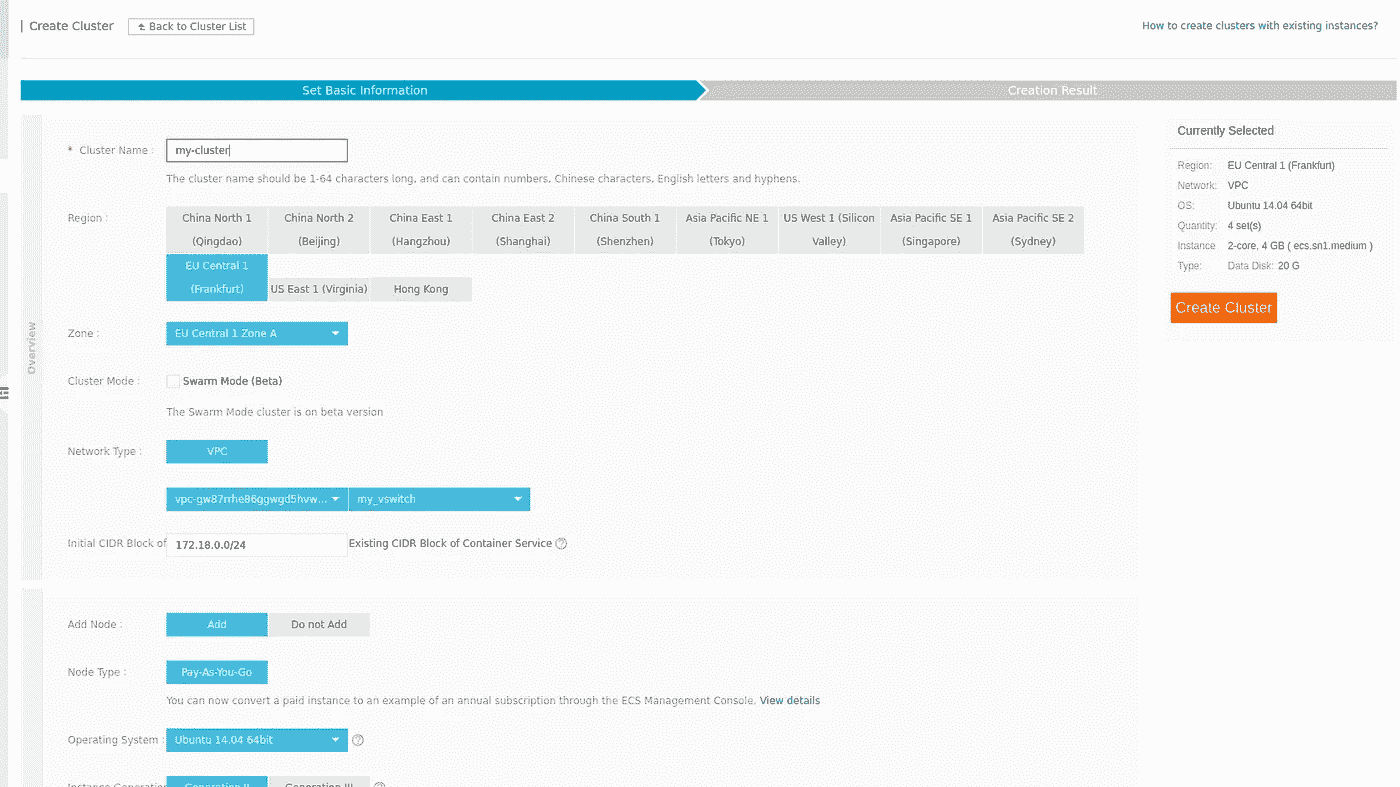 Create Cluster
Back to Cluster List
How to create clusters with existing instances?
Set Basic Information
Creation Result
* Cluster Name :
my-cluster
The cluster name should be 1-64 characters long, and can contain numbers, Chinese characters, English letters and hyphens.
Region :
China North 1 (Qingdao)
China North 2 (Beijing)
China East 1 (Hangzhou)
China East 2 (Shanghai)
China South 1 (Shenzhen)
Asia Pacific NE 1 (Tokyo)
US West 1 (Silicon Valley)
Asia Pacific SE 1 (Singapore)
Asia Pacific SE 2 (Sydney)
EU Central 1 (Frankfurt)
US East 1 (Virginia)
Hong Kong
Zone :
EU Central 1 Zone A
Cluster Mode :
Swarm Mode (Beta)
The Swarm Mode cluster is on beta version
Network Type :
VPC
my_vswitch
Initial CIDR Block of
172.18.0.0/24
Existing CIDR Block of Container Service ?
Overview
Add Node :
Add
Do not Add
Node Type :
Pay-As-You-Go
You can now convert a paid instance to an example of an annual subscription through the ECS Management Console. View details
Operating System :
Ubuntu 14.04 64bit
?
Instance Generation
Generation II
Generation III
Currently Selected
Region: EU Central 1 (Frankfurt)
Network: VPC
OS: Ubuntu 14.04 64bit
Quantity: 4 set(s)
Instance 2-core, 4 GB ( ecs.sn1.medium )
Type: Data Disk: 20 G
Create Cluster